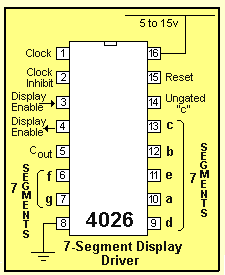 5 to 15v
Clock 1 16
Clock
Inhibit 2 15 Reset
Display
Enable 3 14 Ungated
"c"
Display
Enable 4 13 c
Cout 5 12 b
f 6 11 e
g 7 10 a
8 9 d
7
SEGMENTS
7
SEGMENTS
4026
7-Segment Display
Driver